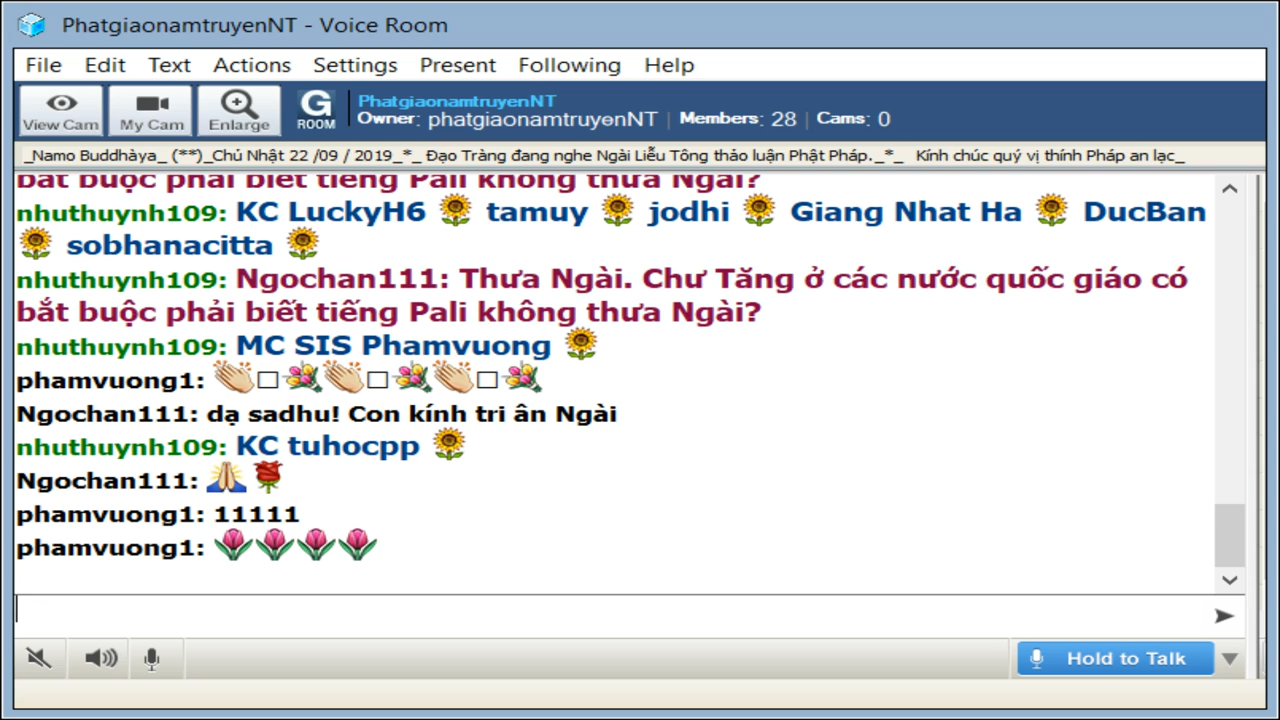 PhatgiaonamtruyenNT - Voice Room
File Edit Text Actions Settings Present Following Help
View Cam My Cam Enlarge G ROOM PhatgiaonamtruyenNT
Owner: phatgiaonamtruyenNT | Members: 28 | Cams: 0
_Namo Buddhàya_ (**)_Chủ Nhật 22 /09 / 2019_*_ Đạo Tràng đang nghe Ngài Liễu Tông thảo luận Phật Pháp._*_ Kính chúc quý vị thính Pháp an lạc_
bắt buộc phải biết tiếng Pali không thưa Ngài?
nhuthuynh109: KC LuckyH6 🌻 tamuy 🌻 jodhi 🌻 Giang Nhat Ha 🌻 DucBan
🌻 sobhanacitta 🌻
nhuthuynh109: Ngochan111: Thưa Ngài. Chư Tăng ở các nước quốc giáo có
bắt buộc phải biết tiếng Pali không thưa Ngài?
nhuthuynh109: MC SIS Phamvuong 🌻
phamvuong1: 👏🏼□💐👏🏼□💐👏🏼□💐
Ngochan111: dạ sadhu! Con kính tri ân Ngài
nhuthuynh109: KC tuhocpp 🌻
Ngochan111: 🙏🌹
phamvuong1: 11111
phamvuong1: 🌷🌷🌷🌷
Hold to Talk